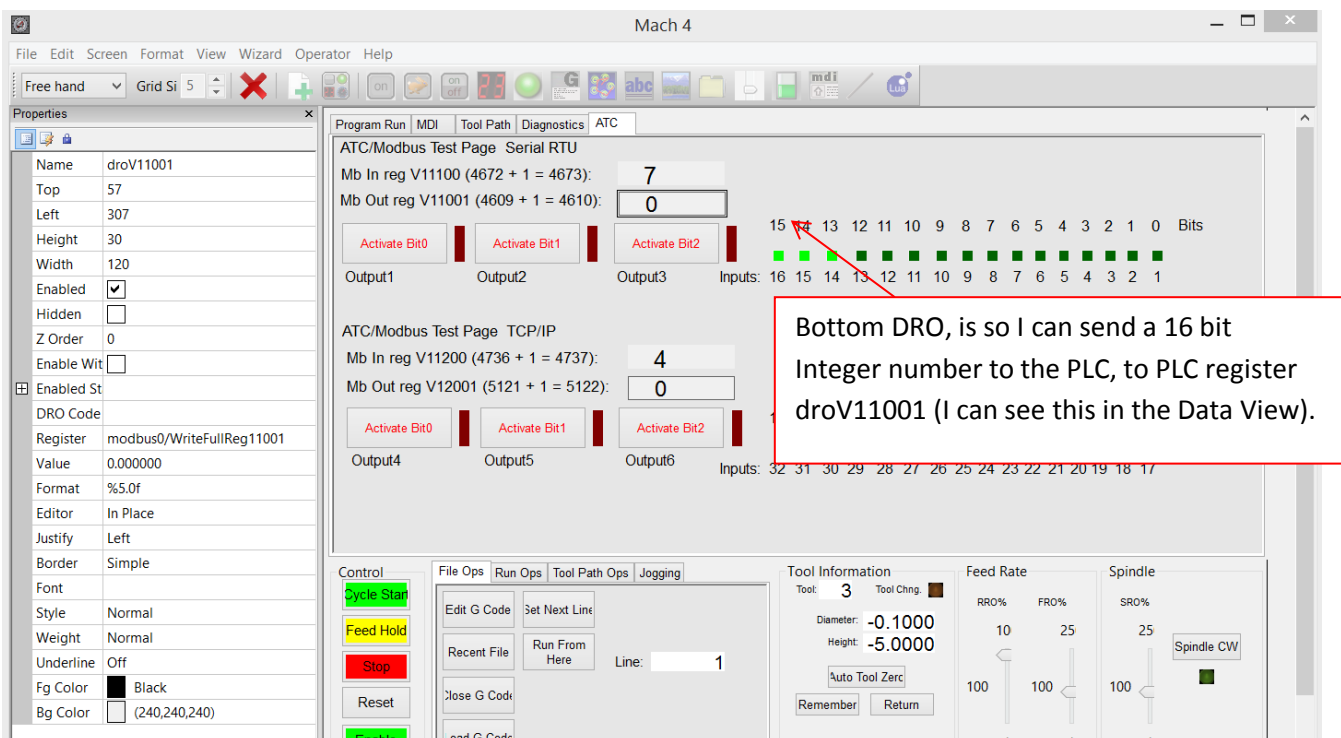 Mach 4
File Edit Screen Format View Wizard Operator Help
Free hand Grid Si 5 on on off G abc mdi Lua
Properties
Name droV11001
Top 57
Left 307
Height 30
Width 120
Enabled
Hidden
Z Order 0
Enable Wit
Enabled St
DRO Code
Register modbus0/WriteFullReg11001
Value 0.000000
Format %5.0f
Editor In Place
Justify Left
Border Simple
Font
Style Normal
Weight Normal
Underline Off
Fg Color Black
Bg Color (240,240,240)
Program Run MDI Tool Path Diagnostics ATC
ATC/Modbus Test Page Serial RTU
Mb In reg V11100 (4672 + 1 = 4673): 7
Mb Out reg V11001 (4609 + 1 = 4610): 0
15 14 13 12 11 10 9 8 7 6 5 4 3 2 1 0 Bits
Activate Bit0 Activate Bit1 Activate Bit2
Output1 Output2 Output3 Inputs: 16 15 14 13 12 11 10 9 8 7 6 5 4 3 2 1
Bottom DRO, is so I can send a 16 bit
Integer number to the PLC, to PLC register
droV11001 (I can see this in the Data View).
ATC/Modbus Test Page TCP/IP
Mb In reg V11200 (4736 + 1 = 4737): 4
Mb Out reg V12001 (5121 + 1 = 5122): 0
Activate Bit0 Activate Bit1 Activate Bit2
Output4 Output5 Output6 Inputs: 32 31 30 29 28 27 26 25 24 23 22 21 20 19 18 17
Control
Cycle Start
Feed Hold
Stop
Reset
Enable
File Ops Run Ops Tool Path Ops Jogging
Edit G Code Set Next Line
Recent File Run From Here Line: 1
Close G Code
Load G Code
Tool Information
Tool: 3 Tool Chng.
Diameter: -0.1000
Height: -5.0000
Auto Tool Zero
Remember Return
Feed Rate
RRO% FRO%
10 25
100 100
Spindle
SRO%
25
Spindle CW
100